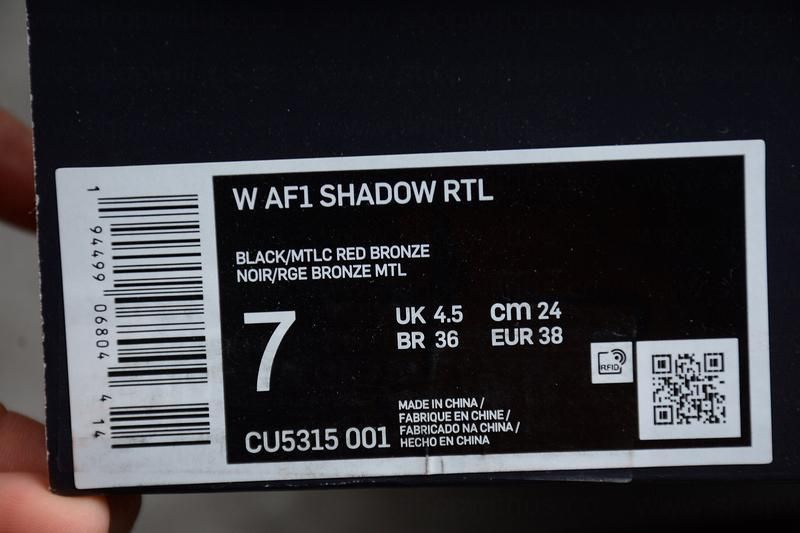 W AF1 SHADOW RTL
BLACK/MTLC RED BRONZE
NOIR/RGE BRONZE MTL
7
UK 4.5 cm 24
BR 36 EUR 38
RFID
CU5315 001
MADE IN CHINA /
FABRIQUE EN CHINE /
FABRICADO NA CHINA /
HECHO EN CHINA
1 94499 06804 4 14